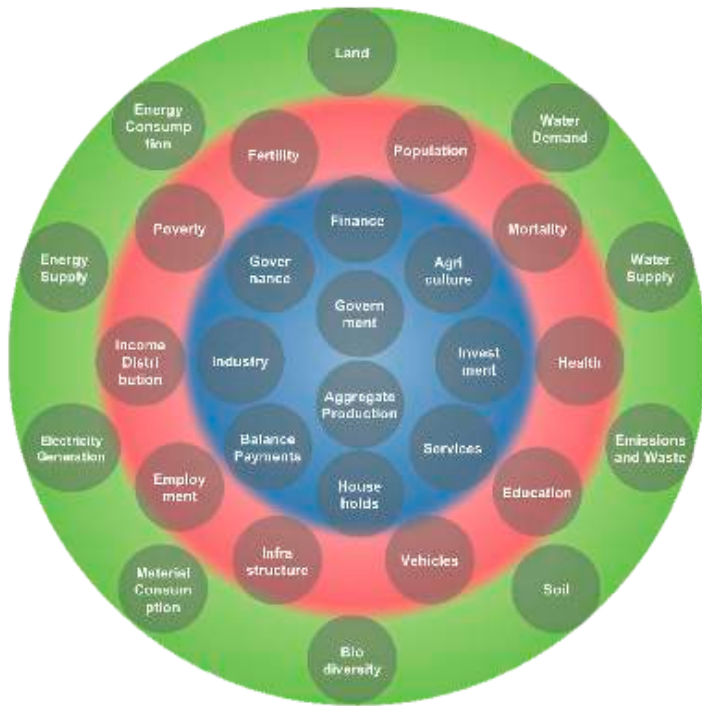 Land
Energy
Consump
tion
Water
Demand
Fertility
Population
Poverty
Finance
Mortality
Energy
Supply
Gover
nance
Agri
culture
Water
Supply
Govern
ment
Income
Distri
bution
Industry
Invest
ment
Health
Aggregate
Production
Electricity
Generation
Balance
Payments
Services
Emissions
and Waste
Employ
ment
House
holds
Education
Infra
structure
Vehicles
Material
Consum
ption
Soil
Bio
diversity